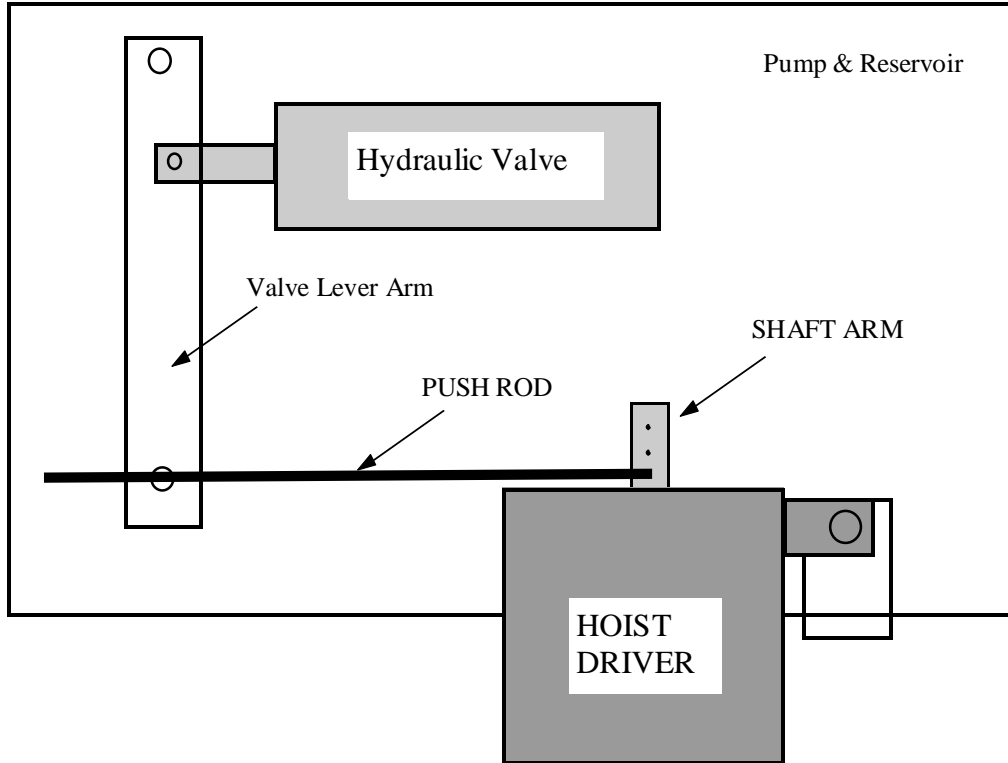 Pump & Reservoir
Hydraulic Valve
Valve Lever Arm
SHAFT ARM
PUSH ROD
HOIST
DRIVER